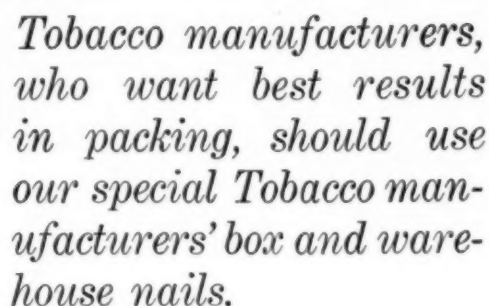 Tobacco manufacturers,
who want best results
in packing, should use
our special Tobacco man-
ufacturers' box and ware-
house nails.